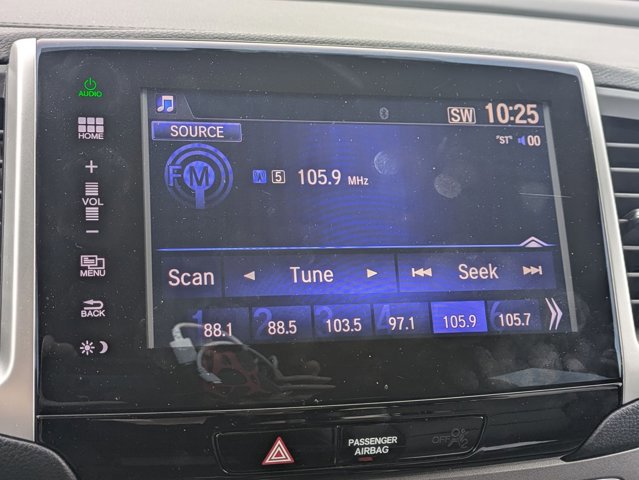 AUDIO
SW 10:25
SOURCE
"ST" 00
FM
5 105.9 MHz
HOME
+
VOL
−
Scan Tune Seek
MENU
BACK
1 2 3 4 5 6
88.1 88.5 103.5 97.1 105.9 105.7
PASSENGER
AIRBAG
OFF